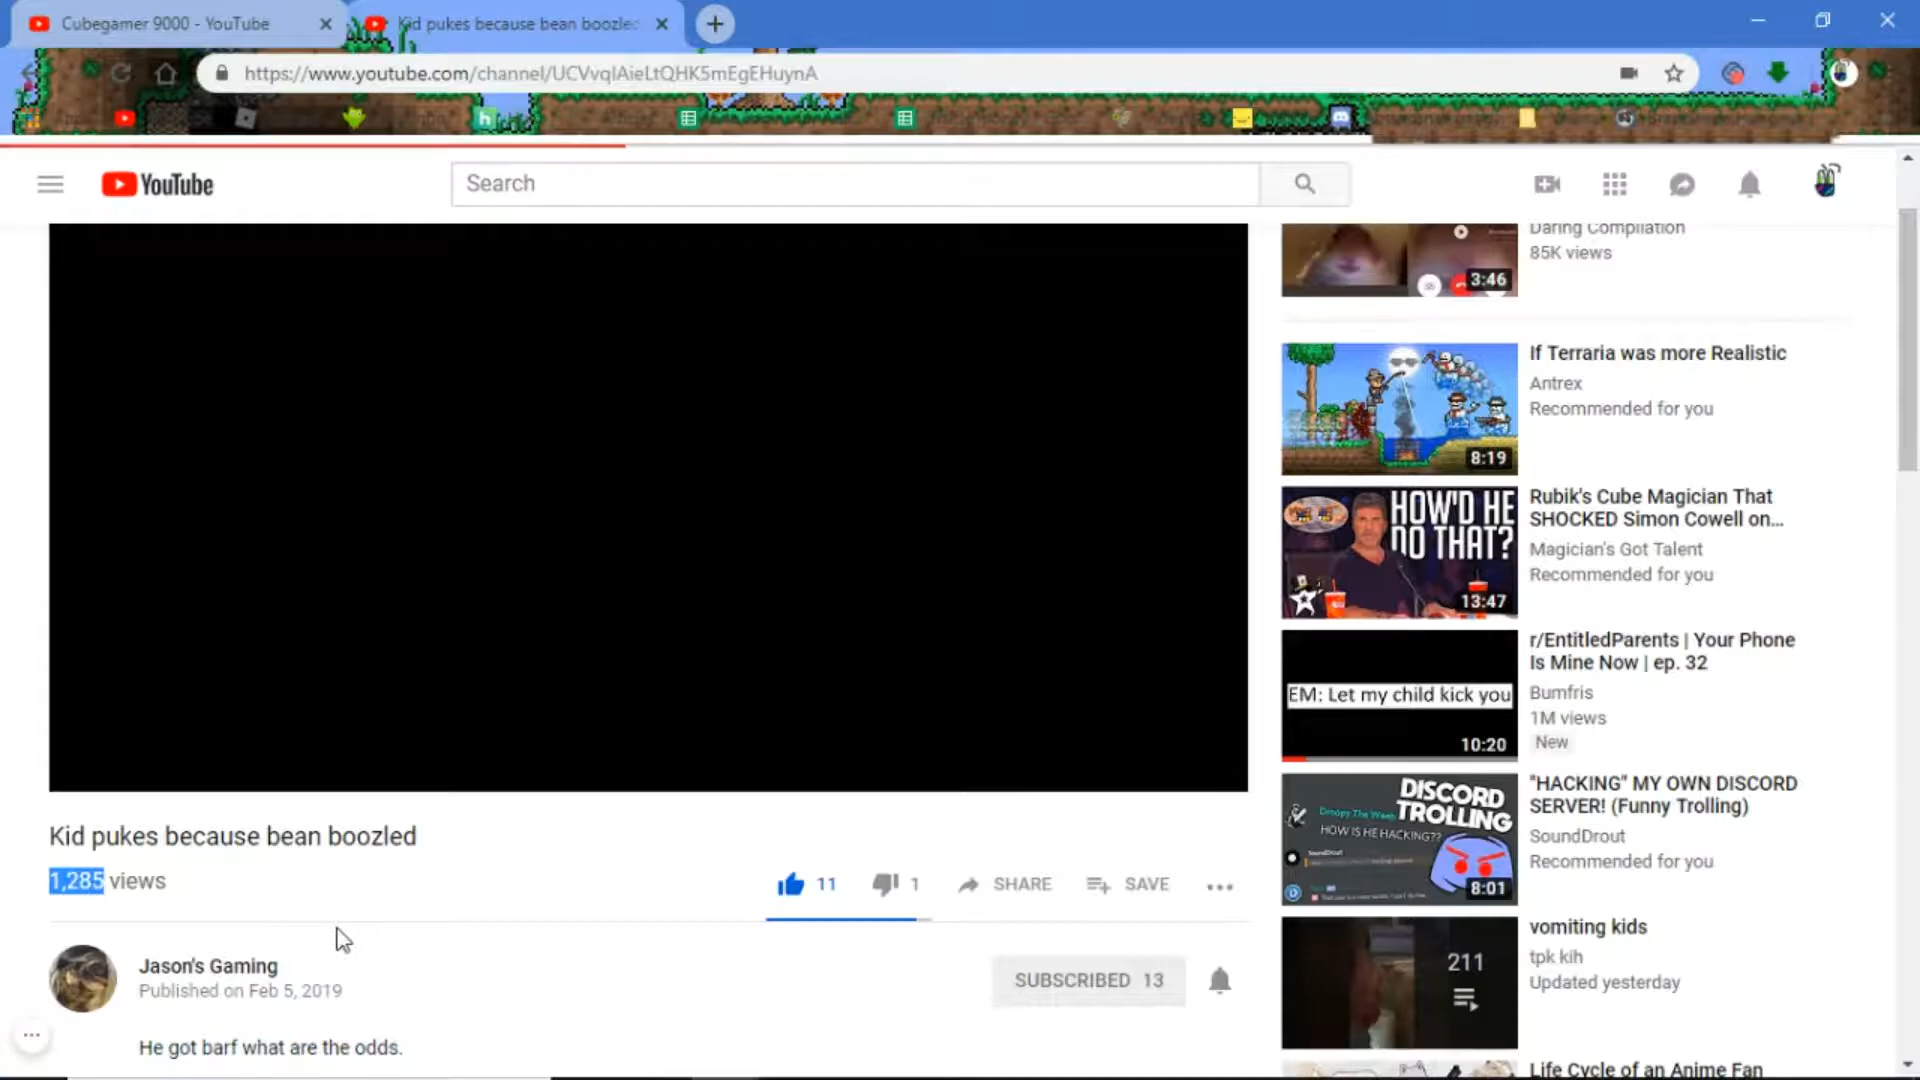 Cubegamer 9000 - YouTube
Kid pukes because bean boozled
https://www.youtube.com/channel/UCVvqIAieLtQHK5mEgEHuynA
YouTube
Search
Daring Compilation
85K views
3:46
If Terraria was more Realistic
Antrex
Recommended for you
8:19
HOW'D HE
DO THAT?
13:47
Rubik's Cube Magician That
SHOCKED Simon Cowell on...
Magician's Got Talent
Recommended for you
EM: Let my child kick you
10:20
r/EntitledParents | Your Phone
Is Mine Now | ep. 32
Bumfris
1M views
New
DISCORD
TROLLING
Droopy The Ween
HOW IS HE HACKING??
SoundDrout
8:01
"HACKING" MY OWN DISCORD
SERVER! (Funny Trolling)
SoundDrout
Recommended for you
211
vomiting kids
tpk kih
Updated yesterday
Life Cycle of an Anime Fan
Kid pukes because bean boozled
1,285 views
11
1
SHARE
SAVE
Jason's Gaming
Published on Feb 5, 2019
SUBSCRIBED 13
He got barf what are the odds.